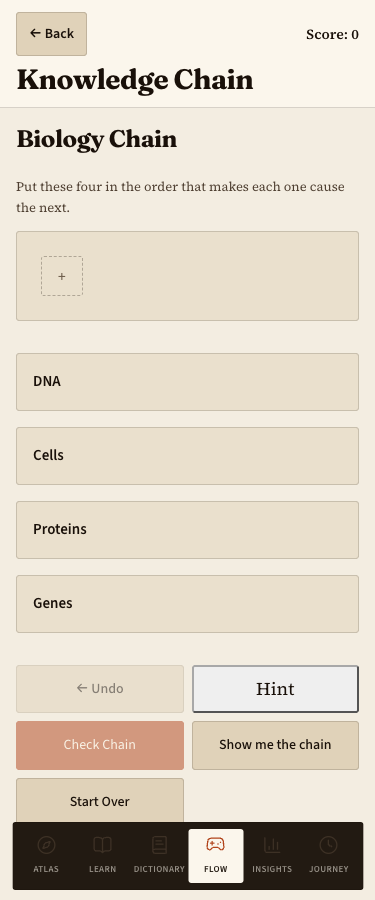 ← Back
Score: 0
Knowledge Chain
Biology Chain
Put these four in the order that makes each one cause
the next.
+
DNA
Cells
Proteins
Genes
← Undo
Hint
Check Chain
Show me the chain
Start Over
ATLAS
LEARN
DICTIONARY
FLOW
INSIGHTS
JOURNEY